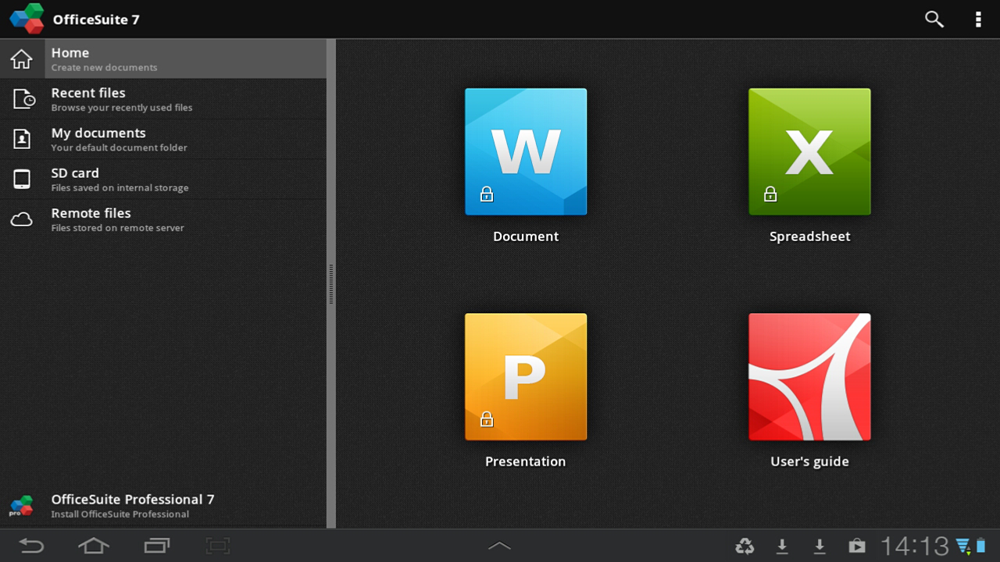 OfficeSuite 7
Home
Create new documents
Recent files
Browse your recently used files
My documents
Your default document folder
SD card
Files saved on internal storage
Remote files
Files stored on remote server
W
Document
X
Spreadsheet
P
Presentation
User's guide
pro
OfficeSuite Professional 7
Install OfficeSuite Professional
14:13